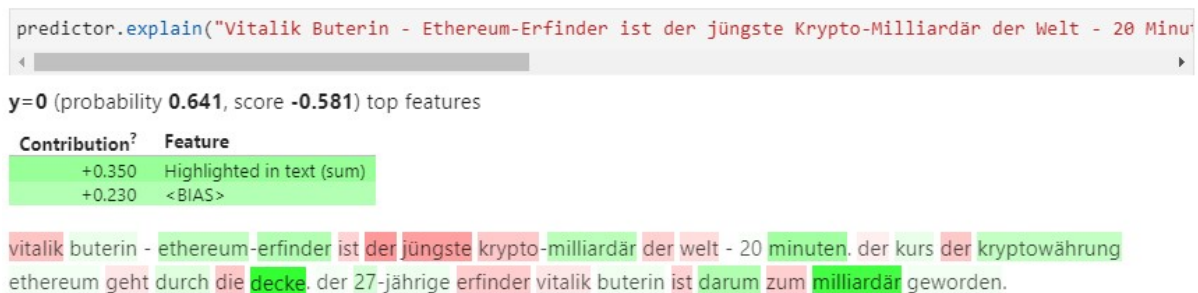 predictor.explain("Vitalik Buterin - Ethereum-Erfinder ist der jüngste Krypto-Milliardär der Welt - 20 Minut
y=0 (probability 0.641, score -0.581) top features
Contribution? Feature
+0.350 Highlighted in text (sum)
+0.230 <BIAS>
vitalik buterin - ethereum-erfinder ist der jüngste krypto-milliardär der welt - 20 minuten. der kurs der kryptowährung
ethereum geht durch die decke. der 27-jährige erfinder vitalik buterin ist darum zum milliardär geworden.